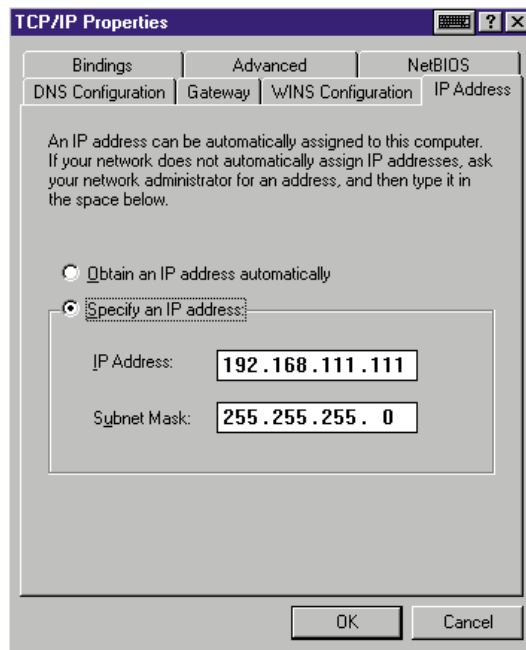 TCP/IP Properties
Bindings Advanced NetBIOS
DNS Configuration Gateway WINS Configuration IP Address
An IP address can be automatically assigned to this computer.
If your network does not automatically assign IP addresses, ask
your network administrator for an address, and then type it in
the space below.
Obtain an IP address automatically
Specify an IP address:
IP Address: 192.168.111.111
Subnet Mask: 255.255.255. 0
OK Cancel